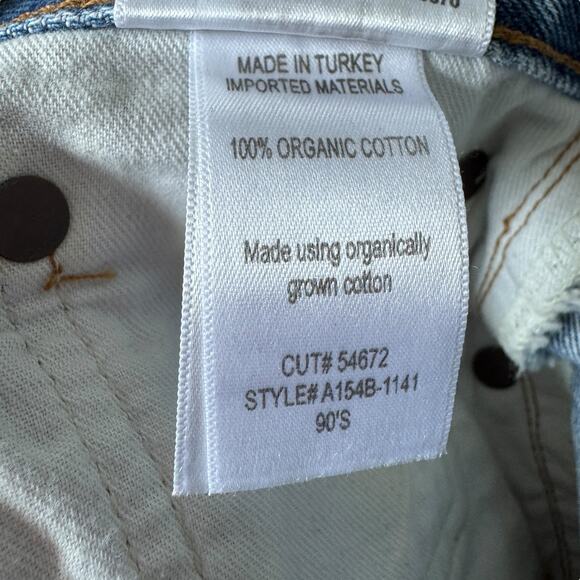 MADE IN TURKEY
IMPORTED MATERIALS
100% ORGANIC COTTON
Made using organically
grown cotton
CUT# 54672
STYLE# A154B-1141
90'S